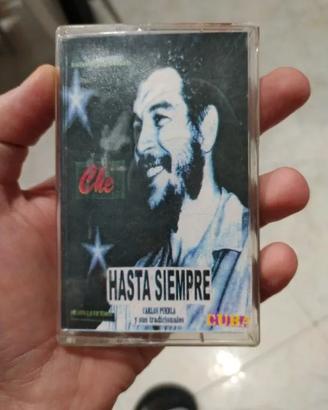 Che
HASTA SIEMPRE
CARLOS PUEBLA
y sus tradicionales
CUBA